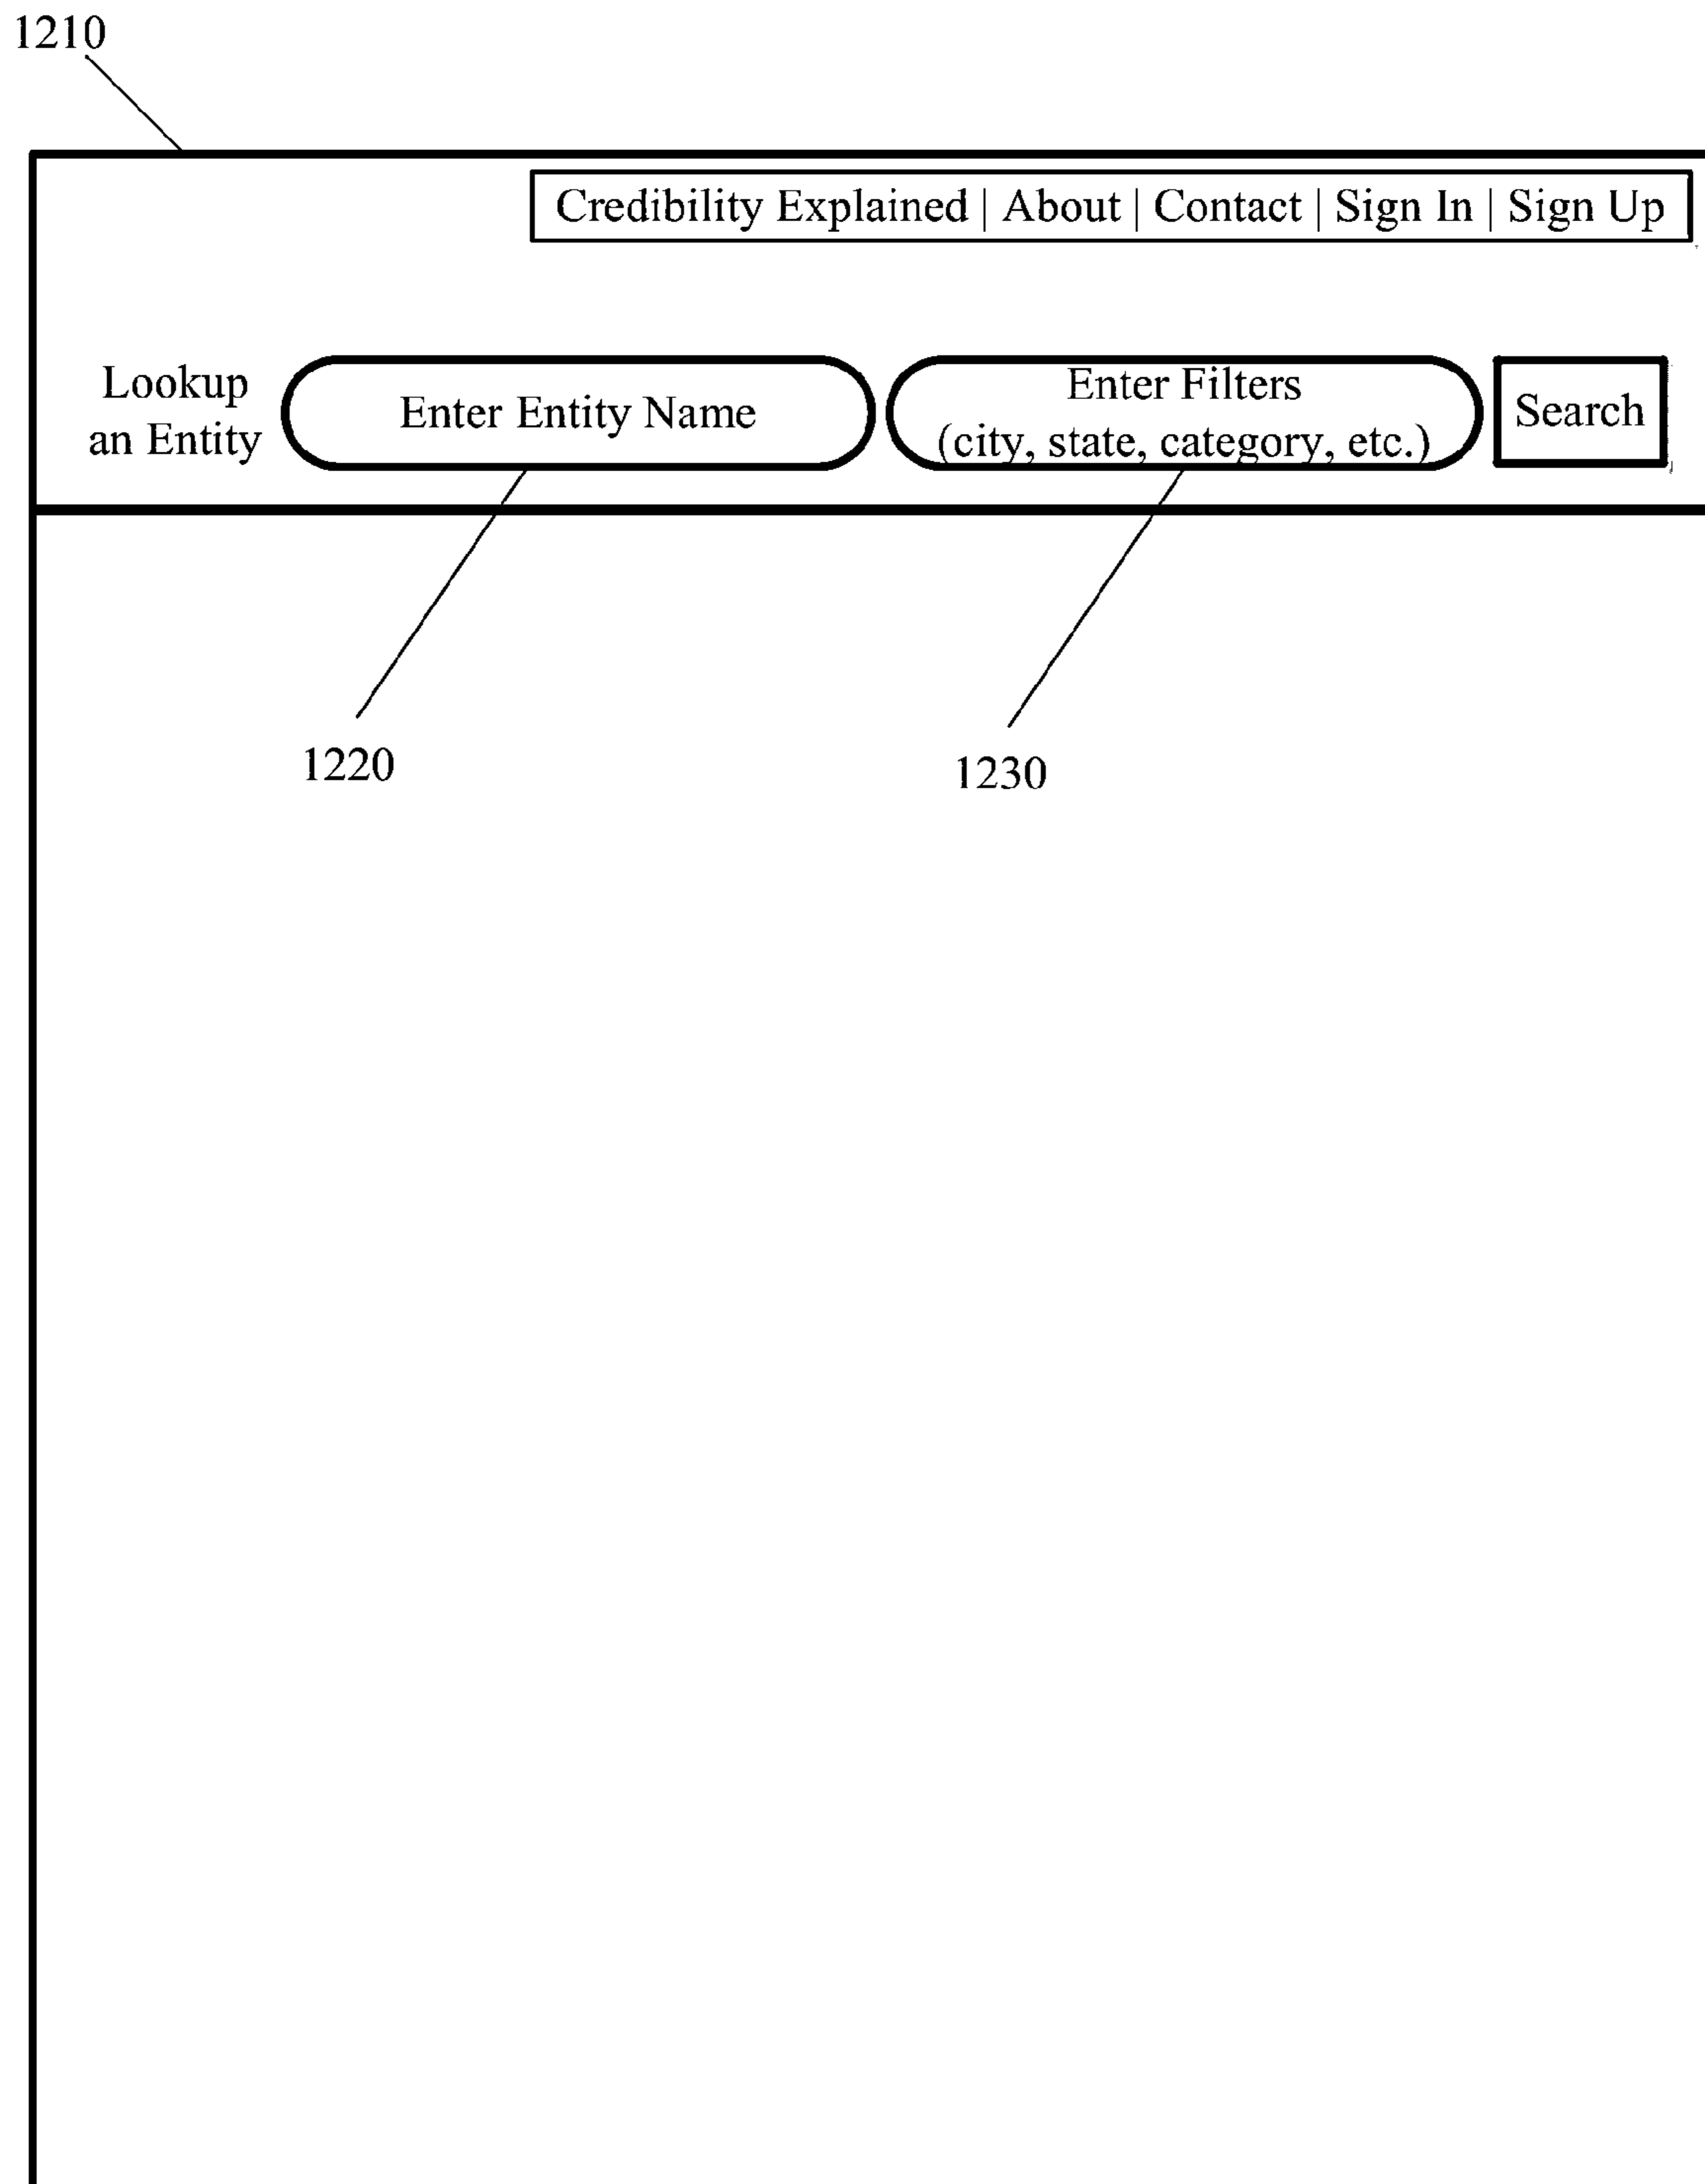 1210
Credibility Explained | About | Contact | Sign In | Sign Up
Lookup
an Entity
Enter Entity Name
Enter Filters
(city, state, category, etc.)
Search
1220
1230